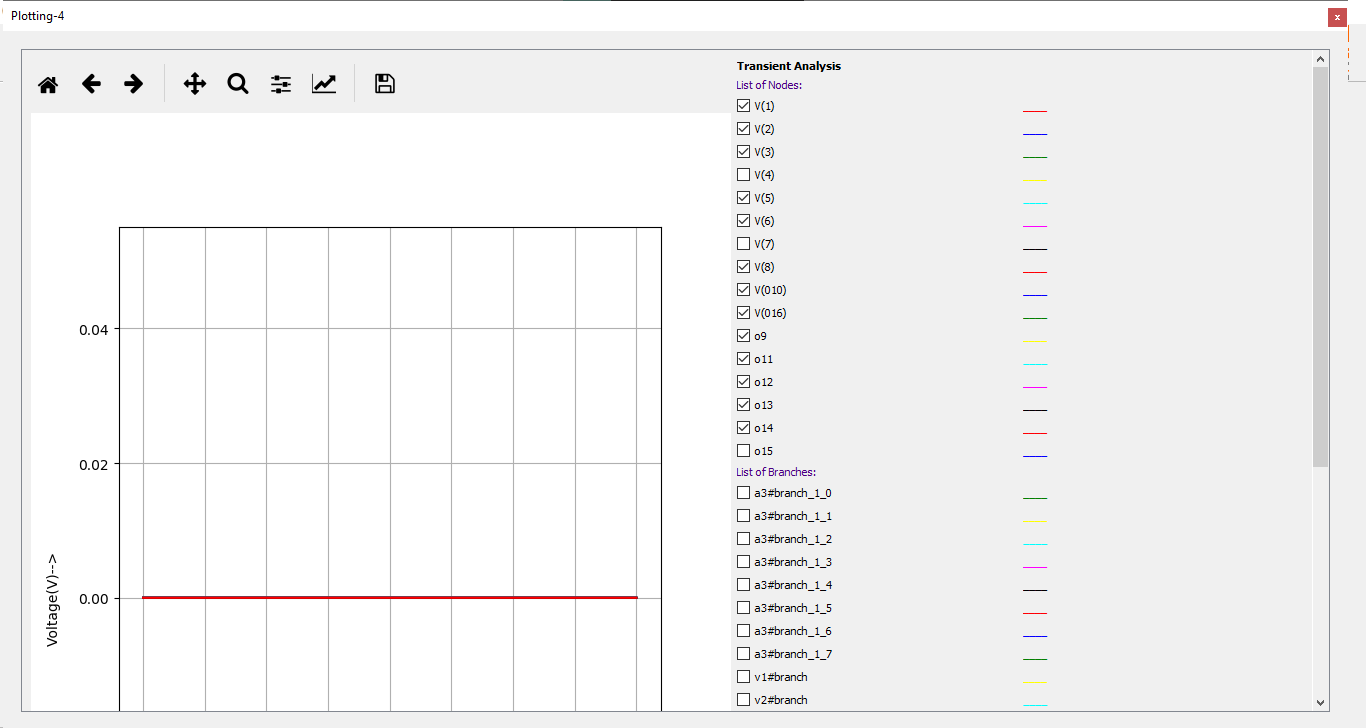 Plotting-4
x
Transient Analysis
List of Nodes:
V(1)
V(2)
V(3)
V(4)
V(5)
V(6)
V(7)
V(8)
V(010)
V(016)
o9
o11
o12
o13
o14
o15
List of Branches:
a3#branch_1_0
a3#branch_1_1
a3#branch_1_2
a3#branch_1_3
a3#branch_1_4
a3#branch_1_5
a3#branch_1_6
a3#branch_1_7
v1#branch
v2#branch
0.04
0.02
0.00
Voltage(V)-->